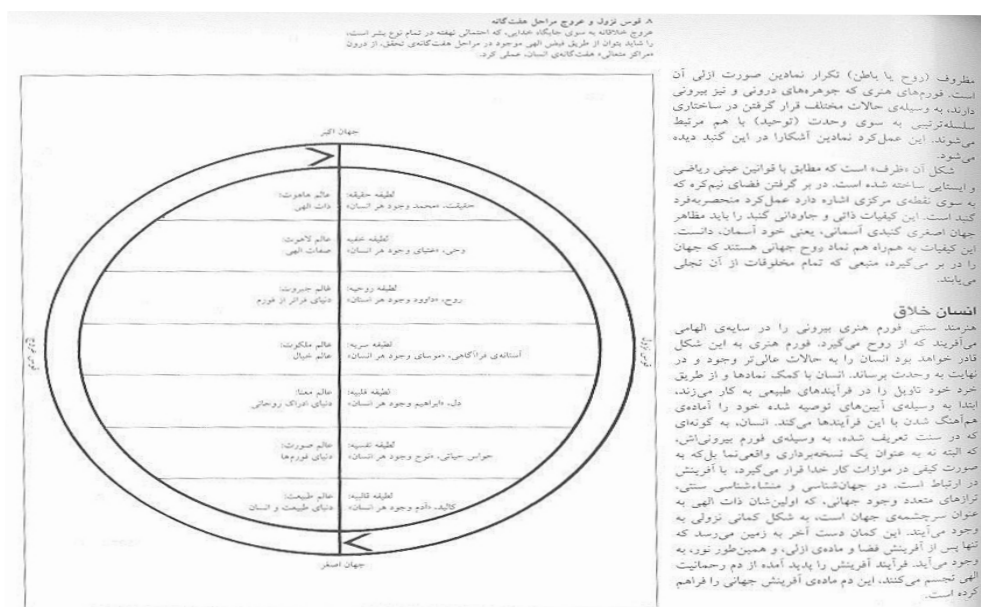 ۸. قوس نزول و عروج مراحل هفت‌گانه
عروج خلاقانه به سوی جایگاه خدایی، که احتمالی نهفته در تمام نوع بشر است،
را شاید بتوان از طریق فیض الهی موجود در مراحل هفت‌گانه‌ی تحقق، از درون
«مراکز متعالی» هفت‌گانه‌ی انسان، عملی کرد.
جهان اکبر
لطیفه حقیقه:
حقیقت، «محمد وجود هر انسان»
عالم هاهوت:
ذات الهی
لطیفه خفیه
وحی، «عیسای وجود هر انسان»
عالم لاهوت:
صفات الهی
لطیفه روحیه:
روح، «داوود وجود هر انسان»
عالم جبروت:
دنیای فراتر از فورم
لطیفه سریه:
آستانه‌ی فراآگاهی، «موسای وجود هر انسان»
عالم ملکوت:
عالم خیال
لطیفه قلبیه:
دل، «ابراهیم وجود هر انسان»
عالم معنا:
دنیای ادراک روحانی
لطیفه نفسیه:
حواس حیاتی، «نوح وجود هر انسان»
عالم صورت:
دنیای فورم‌ها
لطیفه قالبیه:
کالبد، «آدم وجود هر انسان»
عالم طبیعت:
دنیای طبیعت و انسان
جهان اصغر
قوس نزول
قوس عروج
مظروف (روح یا باطن) تکرار نمادین صورت ازلی آن
است. فورم‌های هنری که جوهرهای درونی و نیز بیرونی
دارند، به وسیله‌ی حالات مختلف قرار گرفتن در ساختاری
سلسله‌ترتیبی به سوی وحدت (توحید) با هم مرتبط
می‌شوند. این عمل‌کرد نمادین آشکارا در این گنبد دیده
می‌شود.
شکل آن «ظرف» است که مطابق با قوانین عینی ریاضی
و ایستایی ساخته شده است. در بر گرفتن فضای نیم‌کره که
به سوی نقطه‌ی مرکزی اشاره دارد عمل‌کرد منحصربه‌فرد
گنبد است. این کیفیات ذاتی و جاودانی گنبد را باید مظاهر
جهان اصغری گنبدی آسمانی، یعنی خود آسمان، دانست.
این کیفیات به هم‌راه هم نماد روح جهانی هستند که جهان
را در بر می‌گیرد، منبعی که تمام مخلوقات از آن تجلی
می‌یابند.
انسان خلاق
هنرمند سنتی فورم هنری بیرونی را در سایه‌ی الهامی
می‌آفریند که از روح می‌گیرد. فورم هنری به این شکل
قادر خواهد بود انسان را به حالات عالی‌تر وجود و در
نهایت به وحدت برساند. انسان با کمک نمادها و از طریق
خرد خود تاویل را در فرآیندهای طبیعی به کار می‌زند،
ابتدا به وسیله‌ی آیین‌های توصیه شده خود را آماده‌ی
هم‌آهنگ شدن با این فرآیندها می‌کند. انسان، به گونه‌ای
که در سنت تعریف شده، به وسیله‌ی فورم بیرونی‌اش،
که البته نه به عنوان یک نسخه‌برداری واقعی‌نما بل‌که به
صورت کیفی در موازات کار خدا قرار می‌گیرد، با آفرینش
در ارتباط است. در جهان‌شناسی و منشاءشناسی سنتی،
ترازهای متعدد وجود جهانی، که اولین‌شان ذات الهی به
عنوان سرچشمه‌ی جهان است، به شکل کمانی نزولی به
وجود می‌آیند. این کمان دست آخر به زمین می‌رسد که
تنها پس از آفرینش فضا و ماده‌ی ازلی، و همین‌طور نور، به
وجود می‌آید. فرآیند آفرینش را پدید آمده از دم رحمانیت
الهی تجسم می‌کنند، این دم ماده‌ی آفرینش جهانی را فراهم
کرده است.